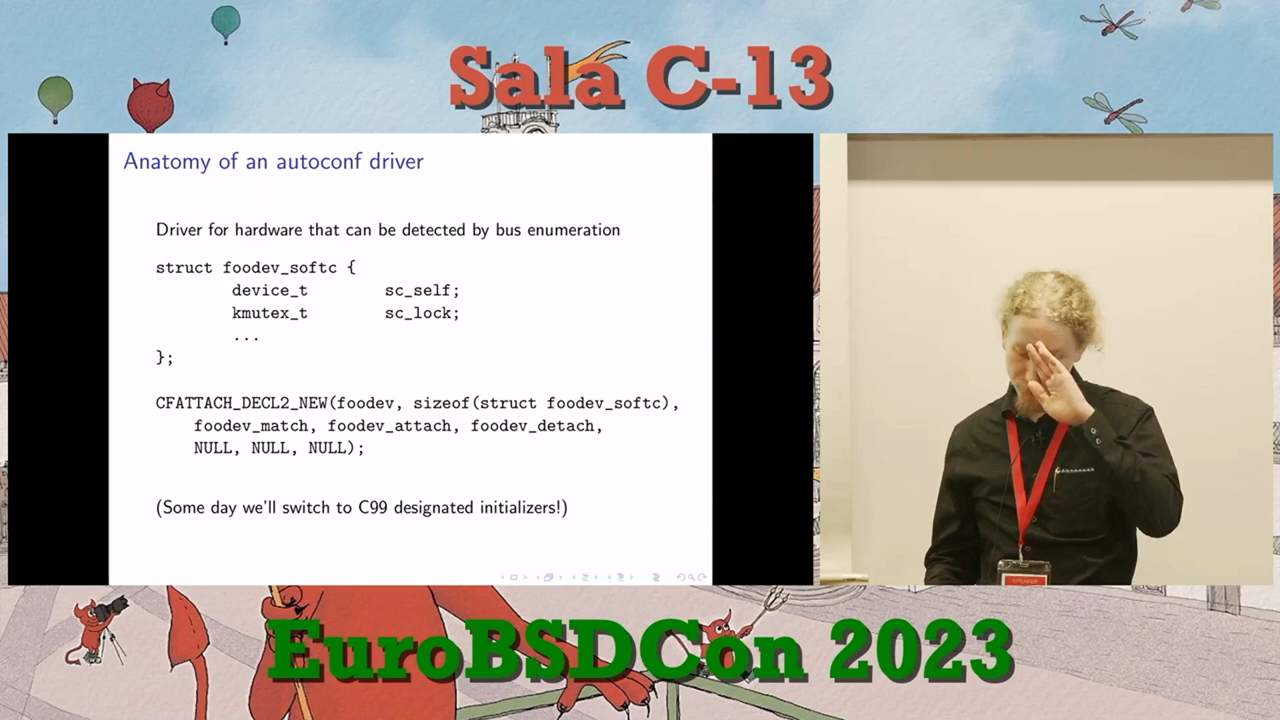 Sala C-13
Anatomy of an autoconf driver
Driver for hardware that can be detected by bus enumeration
struct foodev_softc {
device_t sc_self;
kmutex_t sc_lock;
...
};
CFATTACH_DECL2_NEW(foodev, sizeof(struct foodev_softc),
foodev_match, foodev_attach, foodev_detach,
NULL, NULL, NULL);
(Some day we'll switch to C99 designated initializers!)
SPEAKER
EuroBSDCon 2023